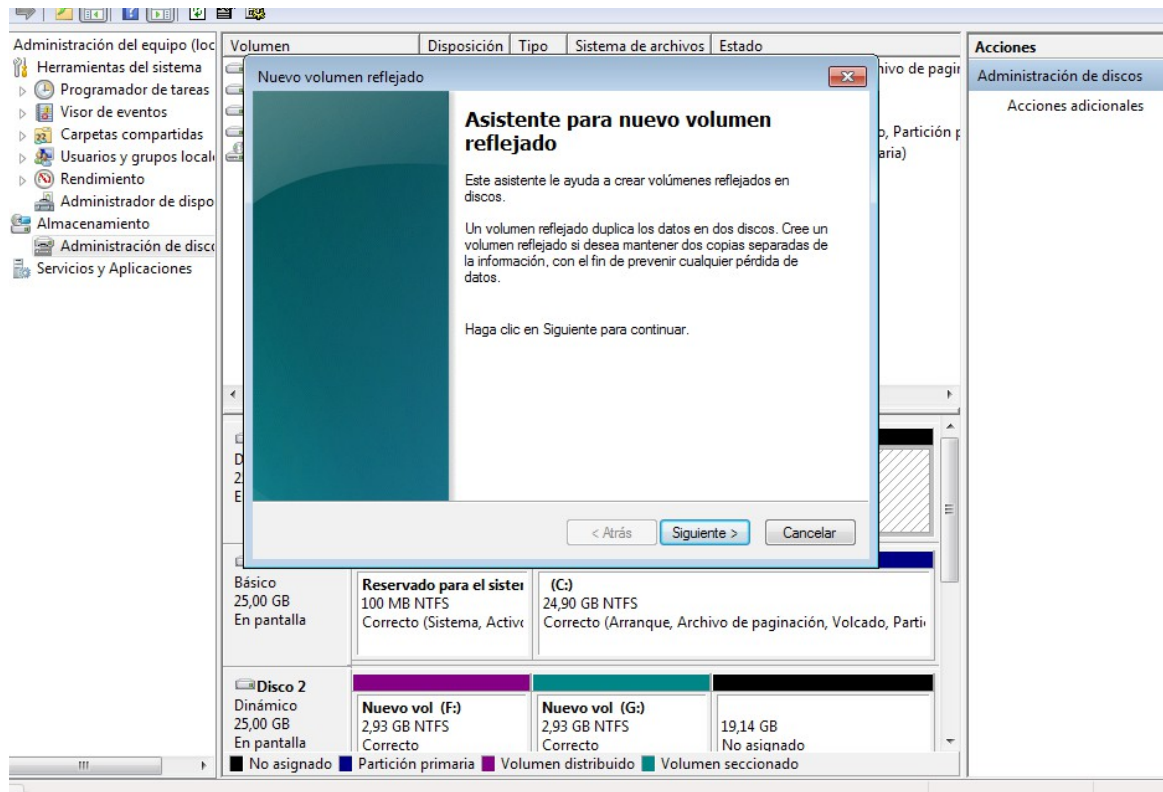 Administración del equipo (loc
Herramientas del sistema
Programador de tareas
Visor de eventos
Carpetas compartidas
Usuarios y grupos local
Rendimiento
Administrador de dispo
Almacenamiento
Administración de disc
Servicios y Aplicaciones
Volumen Disposición Tipo Sistema de archivos Estado
hivo de pagin
o, Partición p
aria)
Nuevo volumen reflejado
Asistente para nuevo volumen
reflejado
Este asistente le ayuda a crear volúmenes reflejados en
discos.
Un volumen reflejado duplica los datos en dos discos. Cree un
volumen reflejado si desea mantener dos copias separadas de
la información, con el fin de prevenir cualquier pérdida de
datos.
Haga clic en Siguiente para continuar.
< Atrás Siguiente > Cancelar
D
2
E
Básico
25,00 GB
En pantalla
Reservado para el sister
100 MB NTFS
Correcto (Sistema, Activo
(C:)
24,90 GB NTFS
Correcto (Arranque, Archivo de paginación, Volcado, Parti
Disco 2
Dinámico
25,00 GB
En pantalla
Nuevo vol (F:)
2,93 GB NTFS
Correcto
Nuevo vol (G:)
2,93 GB NTFS
Correcto
19,14 GB
No asignado
No asignado Partición primaria Volumen distribuido Volumen seccionado
Acciones
Administración de discos
Acciones adicionales